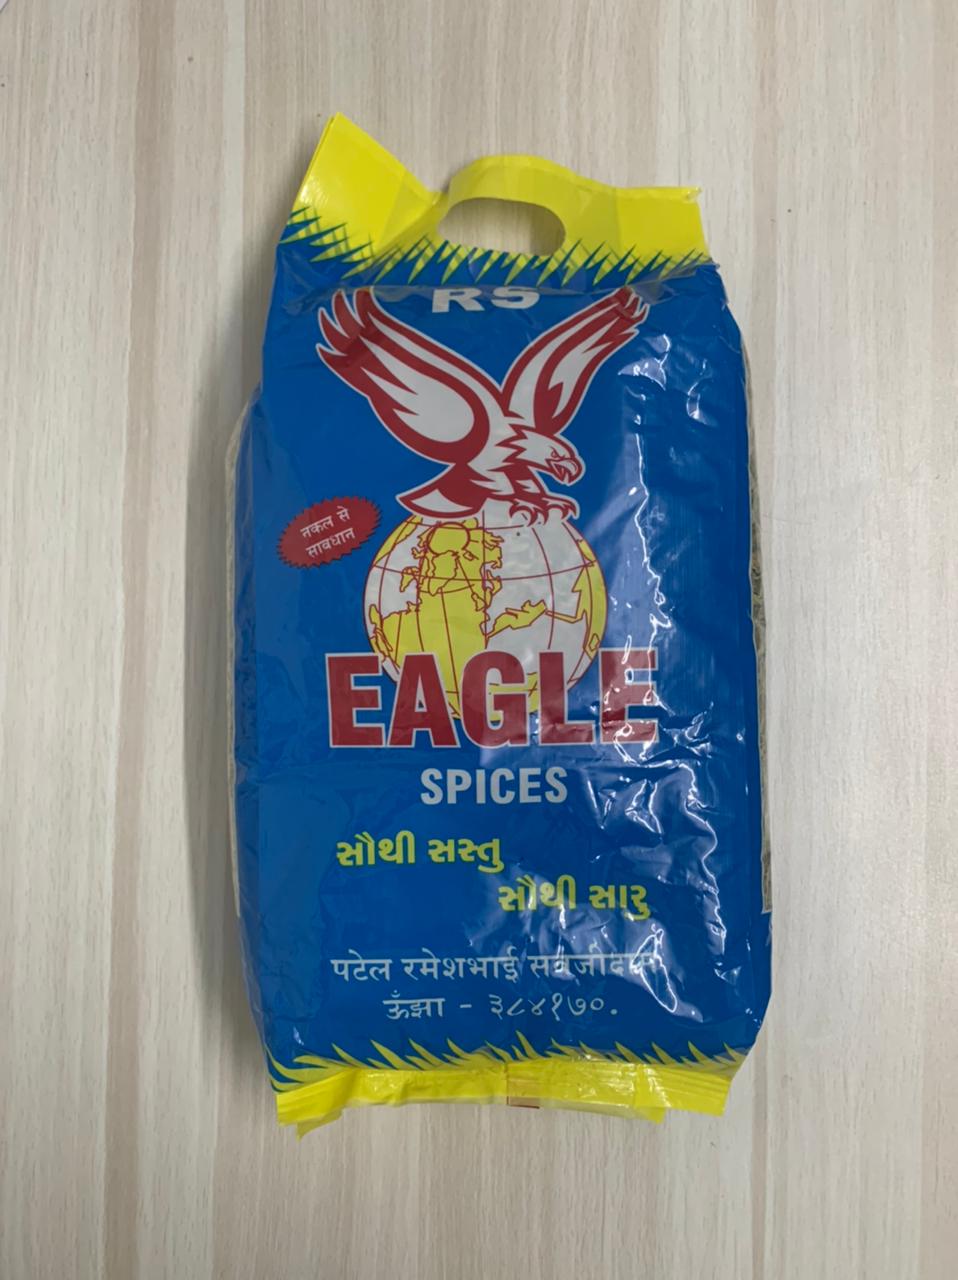 RS
नकल से
सावधान
EAGLE
SPICES
સૌથી સસ્તુ
સૌથી સારુ
पटेल रमेशभाई
ऊँझा - ३८४१७०.